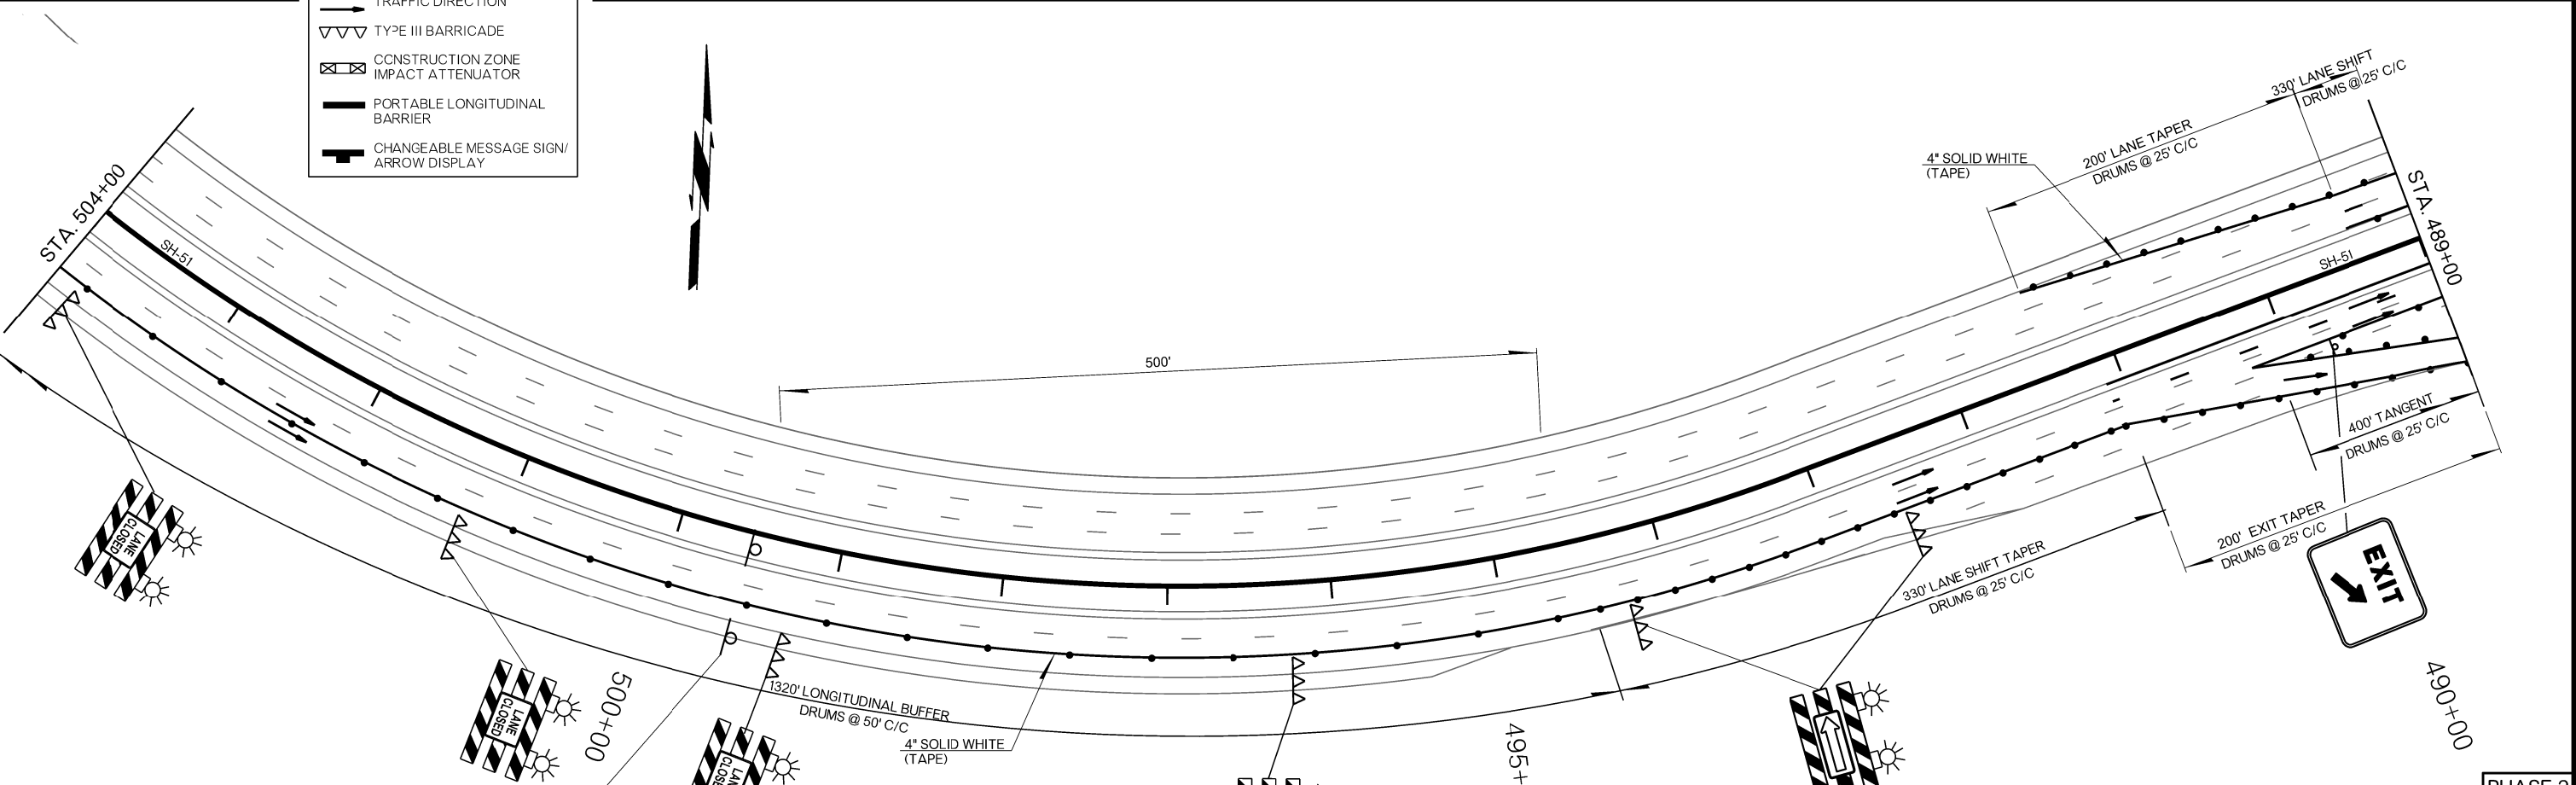 TRAFFIC DIRECTION
TYPE III BARRICADE
CONSTRUCTION ZONE
IMPACT ATTENUATOR
PORTABLE LONGITUDINAL
BARRIER
CHANGEABLE MESSAGE SIGN/
ARROW DISPLAY
STA. 504+00
SH-51
500'
4" SOLID WHITE
(TAPE)
200' LANE TAPER
DRUMS @ 25' C/C
330' LANE SHIFT
DRUMS @ 25' C/C
STA. 489+00
SH-51
400' TANGENT
DRUMS @ 25' C/C
200' EXIT TAPER
DRUMS @ 25' C/C
330' LANE SHIFT TAPER
DRUMS @ 25' C/C
EXIT
490+00
LANE
CLOSED
LANE
CLOSED
500+00
1320' LONGITUDINAL BUFFER
DRUMS @ 50' C/C
4" SOLID WHITE
(TAPE)
495+